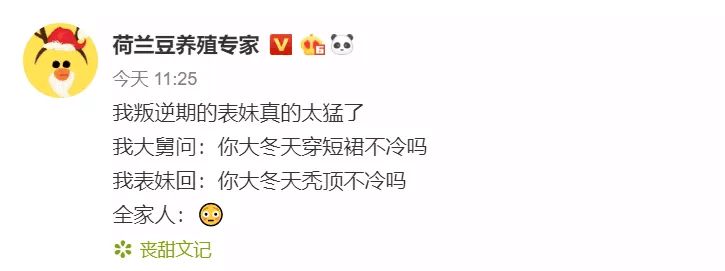 荷兰豆养殖专家
今天 11:25
我叛逆期的表妹真的太猛了
我大舅问：你大冬天穿短裙不冷吗
我表妹回：你大冬天秃顶不冷吗
全家人：😳
丧甜文记